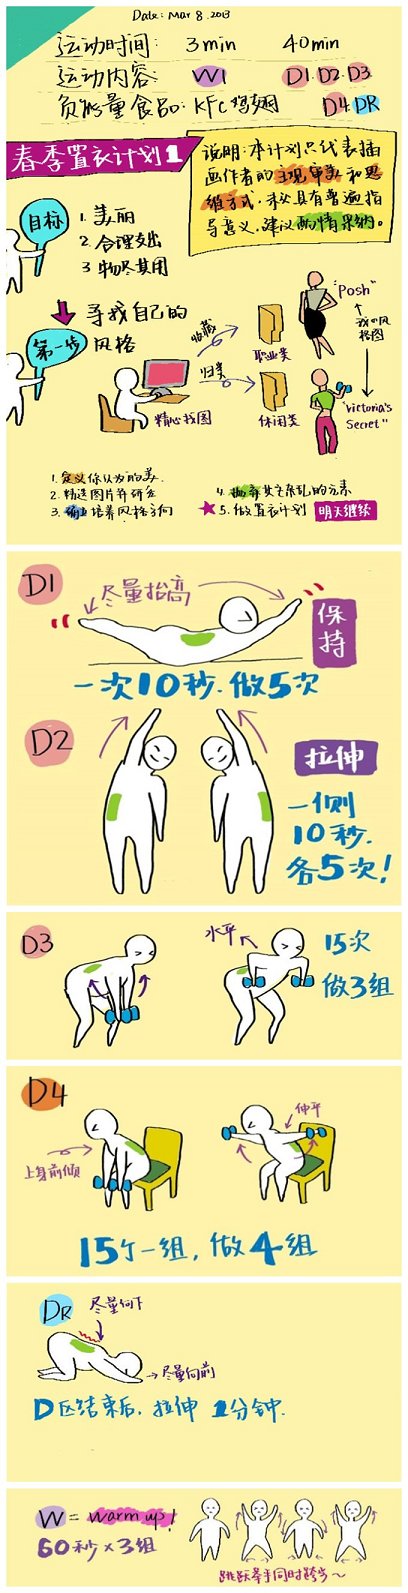 Date: Mar 8. 2013
运动时间: 3min 40min
运动内容: W1 D1 D2 D3
负能量食品: KFC鸡翅 D4 DR
春季置衣计划1
说明:本计划只代表插
画作者的主观审美和思
维方式,不具有普遍指
导意义,建议酌情采纳。
目标
1. 美丽
2. 合理支出
3. 物尽其用
第一步
寻找自己的
风格
精心找图
收藏
归类
职业类
休闲类
"Posh"
我的风
格图
"Victoria's
Secret"
1. 定义你认为的美.
2. 精选图片并研究
3. 培养风格方向
4. 抛弃其它杂乱的元素
★5. 做置衣计划 明天继续
D1
尽量抬高
保持
一次10秒.做5次
D2
拉伸
一侧
10秒.
各5次!
D3
水平
15次
做3组
D4
上身前倾
伸平
15个一组,做4组
DR
尽量向下
→尽量向前
D区结束后,拉伸 1分钟.
W = warm up!
60秒×3组
跳跃举手同时跨步~